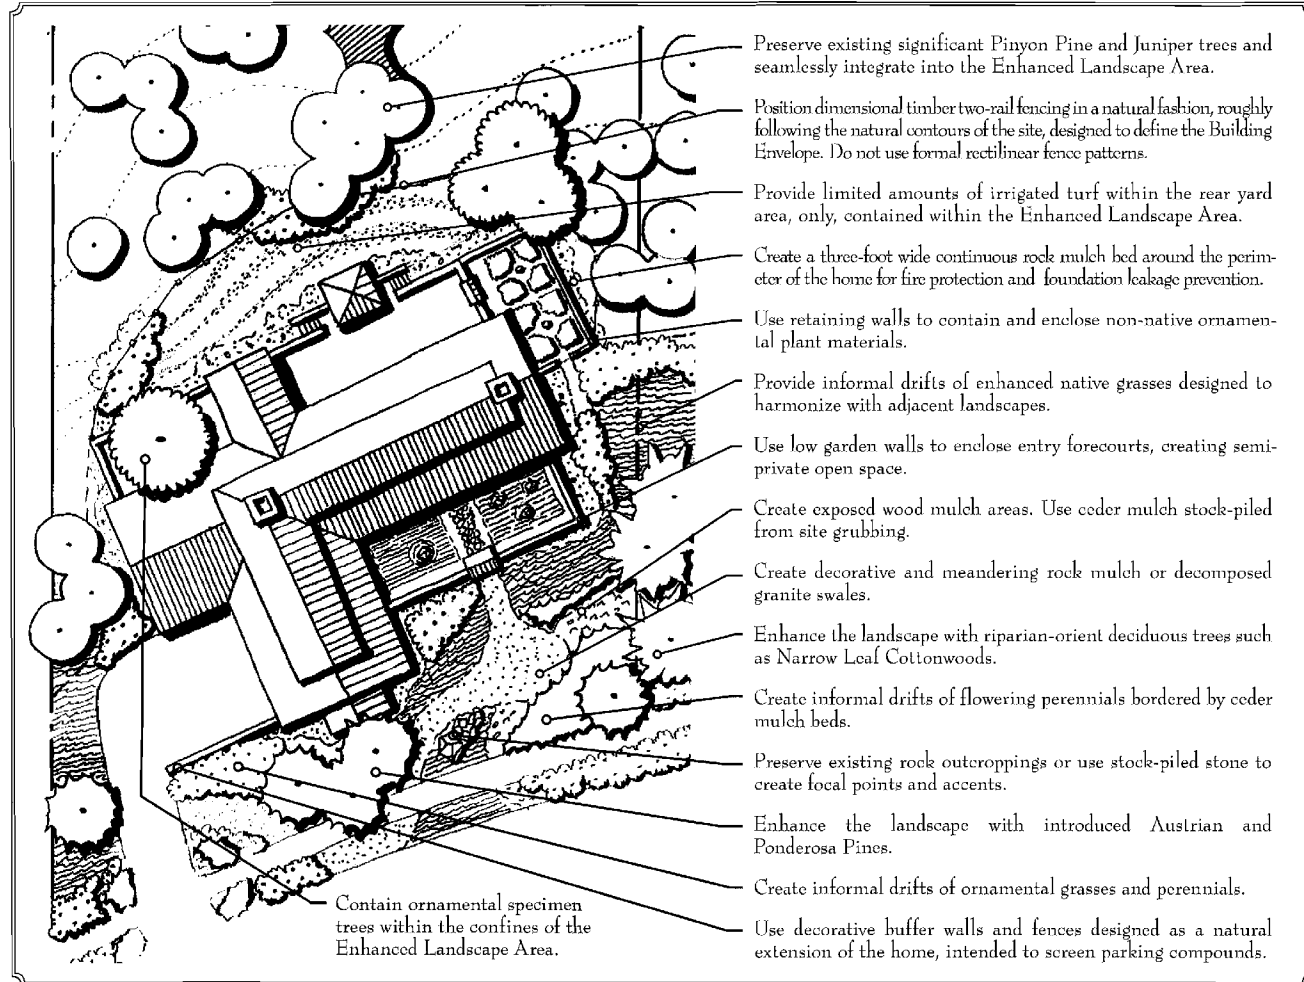 Preserve existing significant Pinyon Pine and Juniper trees and
seamlessly integrate into the Enhanced Landscape Area.
Position dimensional timber two-rail fencing in a natural fashion, roughly
following the natural contours of the site, designed to define the Building
Envelope. Do not use formal rectilinear fence patterns.
Provide limited amounts of irrigated turf within the rear yard
area, only, contained within the Enhanced Landscape Area.
Create a three-foot wide continuous rock mulch bed around the perim-
eter of the home for fire protection and foundation leakage prevention.
Use retaining walls to contain and enclose non-native ornamen-
tal plant materials.
Provide informal drifts of enhanced native grasses designed to
harmonize with adjacent landscapes.
Use low garden walls to enclose entry forecourts, creating semi-
private open space.
Create exposed wood mulch areas. Use ceder mulch stock-piled
from site grubbing.
Create decorative and meandering rock mulch or decomposed
granite swales.
Enhance the landscape with riparian-orient deciduous trees such
as Narrow Leaf Cottonwoods.
Create informal drifts of flowering perennials bordered by ceder
mulch beds.
Preserve existing rock outcroppings or use stock-piled stone to
create focal points and accents.
Enhance the landscape with introduced Austrian and
Ponderosa Pines.
Create informal drifts of ornamental grasses and perennials.
Use decorative buffer walls and fences designed as a natural
extension of the home, intended to screen parking compounds.
Contain ornamental specimen
trees within the confines of the
Enhanced Landscape Area.